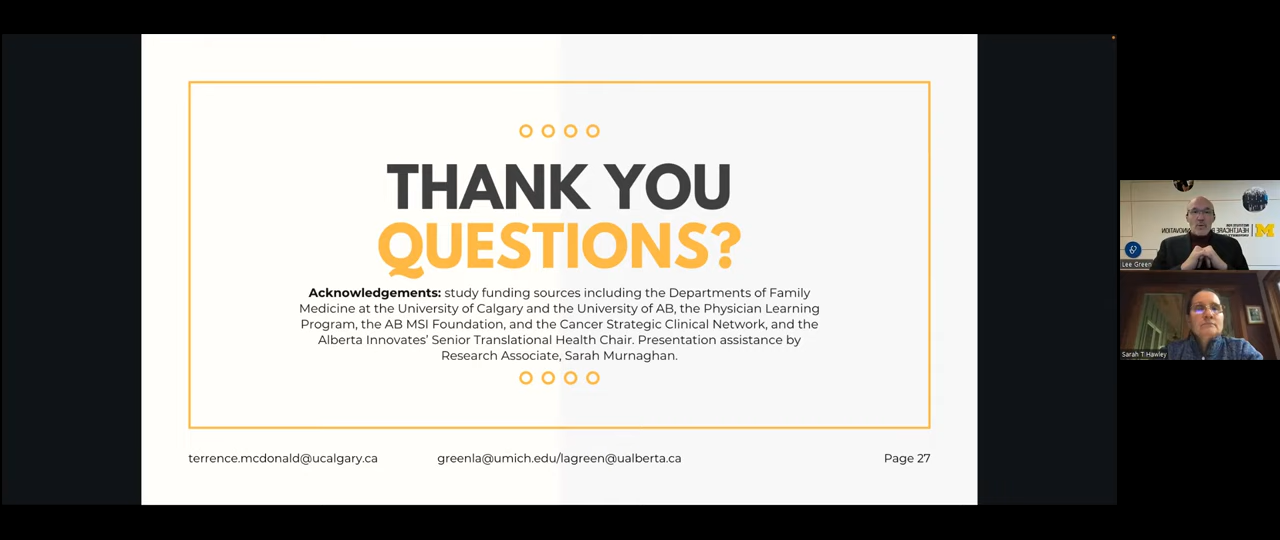 THANK YOU
QUESTIONS?
Acknowledgements: study funding sources including the Departments of Family
Medicine at the University of Calgary and the University of AB, the Physician Learning
Program, the AB MSI Foundation, and the Cancer Strategic Clinical Network, and the
Alberta Innovates' Senior Translational Health Chair. Presentation assistance by
Research Associate, Sarah Murnaghan.
terrence.mcdonald@ucalgary.ca
greenla@umich.edu/lagreen@ualberta.ca
Page 27
M
HEALTHCARE
INNOVATION
Lee Green
Sarah T Hawley